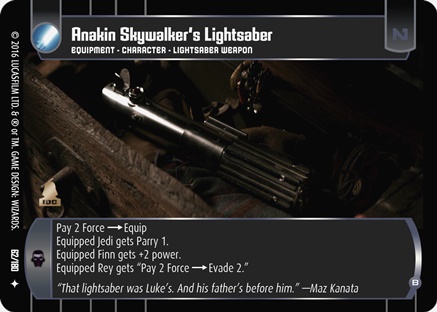 Anakin Skywalker's Lightsaber
EQUIPMENT - CHARACTER - LIGHTSABER WEAPON
N
© 2016 LUCASFILM LTD. & ® or TM. GAME DESIGN: WIZARDS.
IDC
62/180
Pay 2 Force → Equip
Equipped Jedi gets Parry 1.
Equipped Finn gets +2 power.
Equipped Rey gets "Pay 2 Force → Evade 2."
"That lightsaber was Luke's. And his father's before him." —Maz Kanata
B